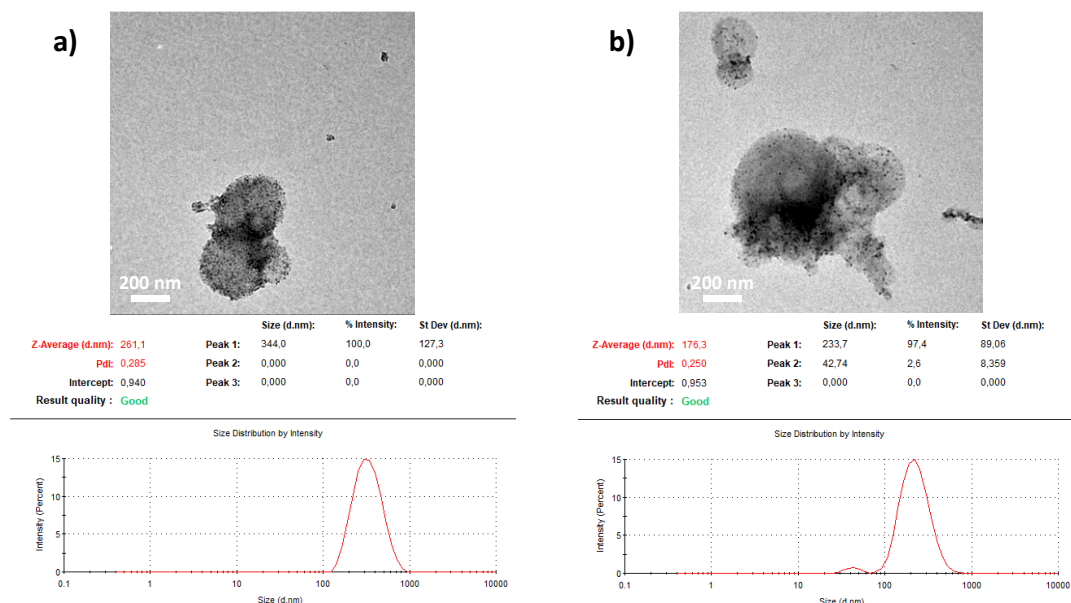 a)
200 nm
Size (d.nm): % Intensity: St Dev (d.nm):
Z-Average (d.nm): 261,1 Peak 1: 344,0 100,0 127,3
PdI: 0,285 Peak 2: 0,000 0,0 0,000
Intercept: 0,940 Peak 3: 0,000 0,0 0,000
Result quality : Good
Size Distribution by Intensity
Intensity (Percent)
15
10
5
0
0.1 1 10 100 1000 10000
Size (d.nm)
b)
200 nm
Size (d.nm): % Intensity: St Dev (d.nm):
Z-Average (d.nm): 176,3 Peak 1: 233,7 97,4 89,06
PdI: 0,250 Peak 2: 42,74 2,6 8,359
Intercept: 0,953 Peak 3: 0,000 0,0 0,000
Result quality : Good
Size Distribution by Intensity
Intensity (Percent)
15
10
5
0
0.1 1 10 100 1000 10000
Size (d.nm)